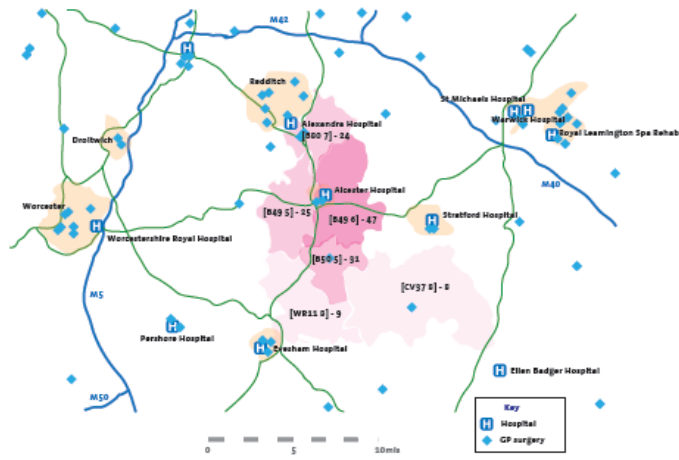 M42
Redditch
St Michaels Hospital
Alexandra Hospital
Warwick Hospital
[B80 7] - 24
Royal Leamington Spa Rehab
Droitwich
M40
Alcester Hospital
Worcester
[B49 5] - 25
[B49 6] - 47
Stratford Hospital
Worcestershire Royal Hospital
[B50 5] - 31
M5
[CV37 8] - 8
[WR11 8] - 9
Pershore Hospital
Evesham Hospital
Ellen Badger Hospital
M50
Key
H Hospital
GP surgery
0 5 10mls